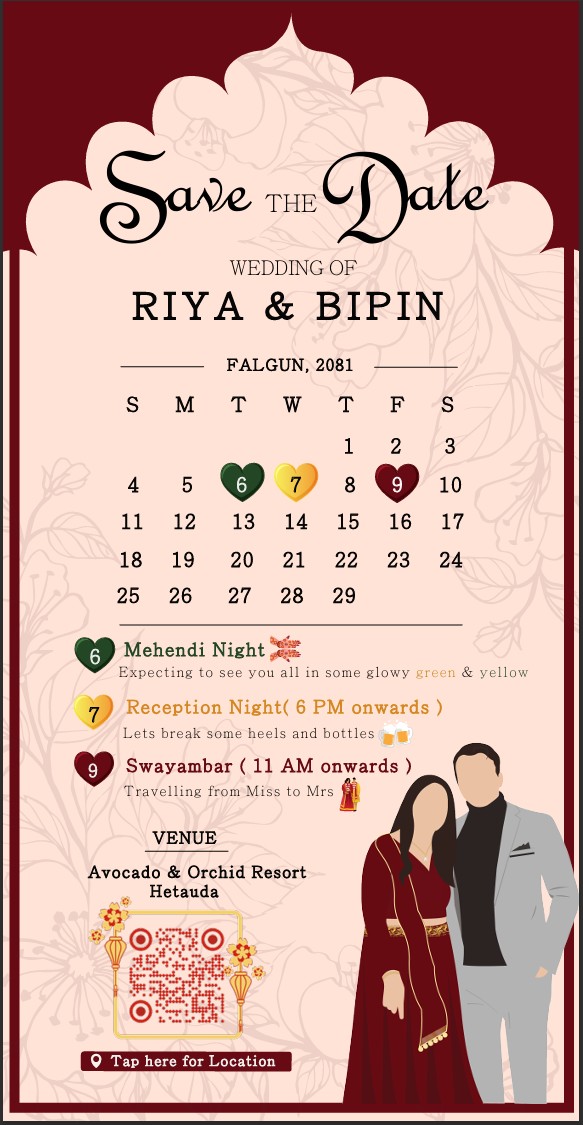 Save THE Date
WEDDING OF
RIYA & BIPIN
FALGUN, 2081
S M T W T F S
1 2 3
4 5 6 7 8 9 10
11 12 13 14 15 16 17
18 19 20 21 22 23 24
25 26 27 28 29
6 Mehendi Night
Expecting to see you all in some glowy green & yellow
7 Reception Night( 6 PM onwards )
Lets break some heels and bottles
9 Swayambar ( 11 AM onwards )
Travelling from Miss to Mrs
VENUE
Avocado & Orchid Resort
Hetauda
Tap here for Location